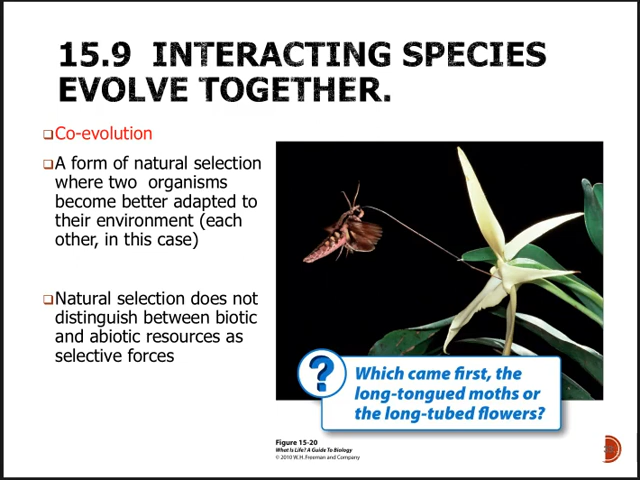 15.9 INTERACTING SPECIES
EVOLVE TOGETHER.
Co-evolution
A form of natural selection
where two organisms
become better adapted to
their environment (each
other, in this case)
Natural selection does not
distinguish between biotic
and abiotic resources as
selective forces
?
Which came first, the
long-tongued moths or
the long-tubed flowers?
Figure 15-20
What Is Life? A Guide To Biology
© 2010 W. H. Freeman and Company